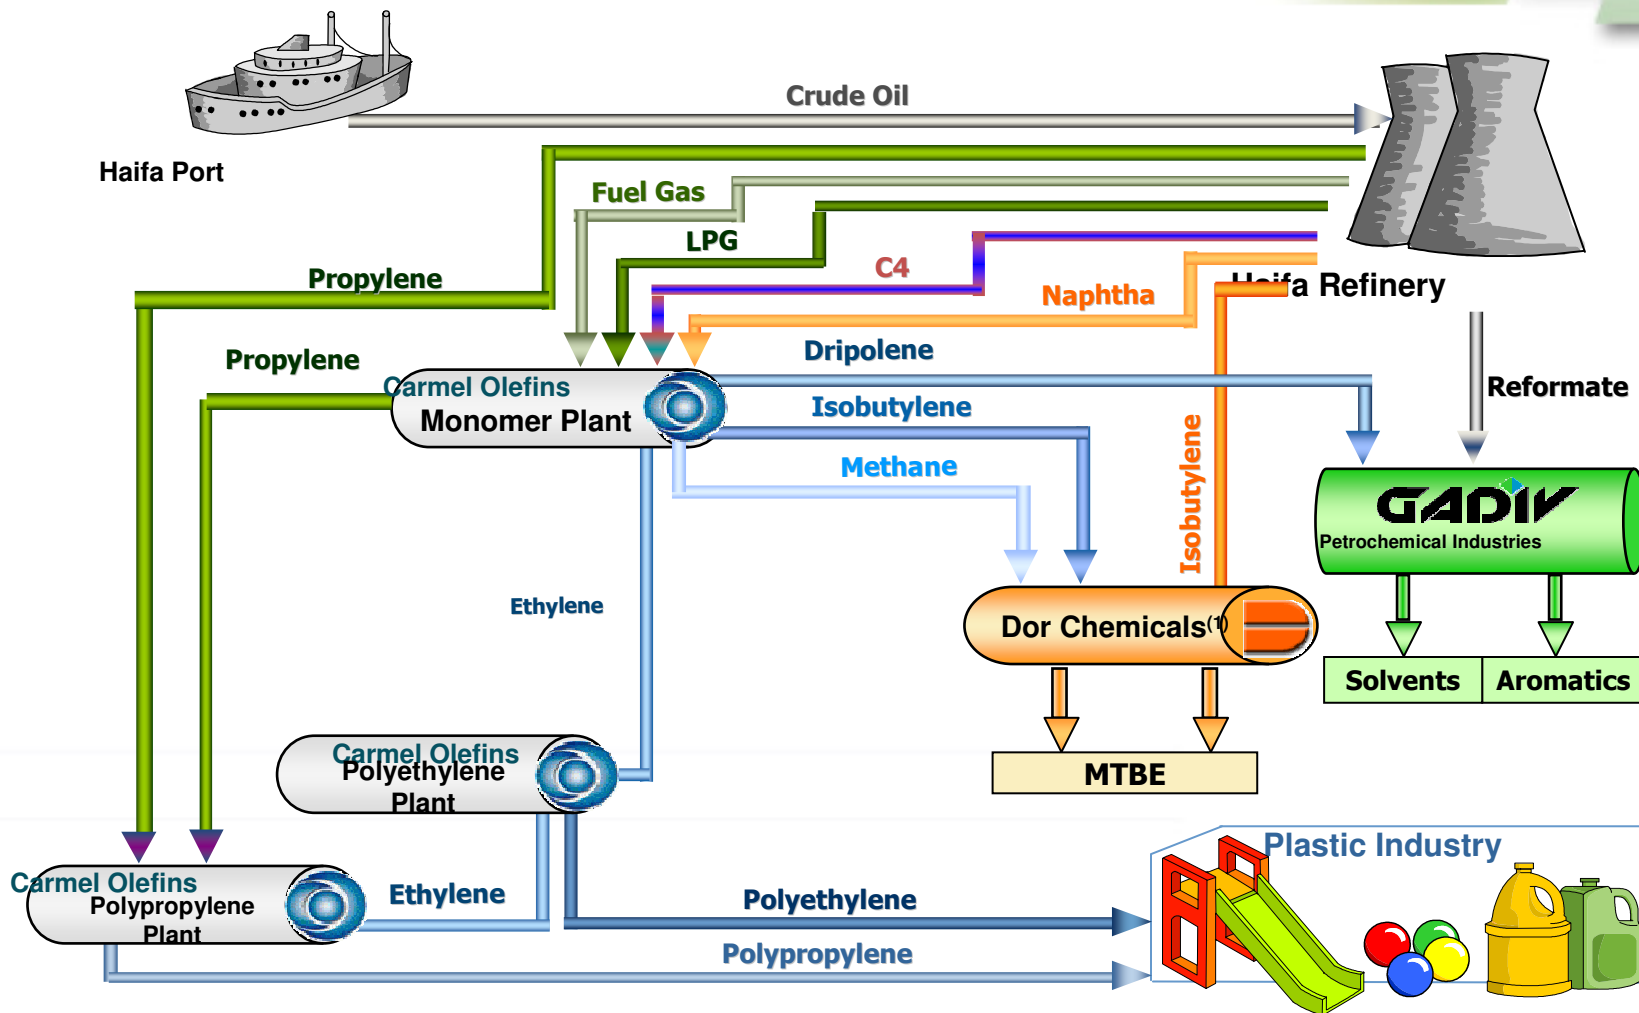 Crude Oil
Haifa Port
Fuel Gas
LPG
C4
Propylene
Naphtha
Haifa Refinery
Propylene
Dripolene
Carmel Olefins
Monomer Plant
Isobutylene
Reformate
Methane
Isobutylene
GADIV
Petrochemical Industries
Ethylene
Dor Chemicals(1)
Solvents
Aromatics
Carmel Olefins
Polyethylene
Plant
MTBE
Plastic Industry
Carmel Olefins
Polypropylene
Plant
Ethylene
Polyethylene
Polypropylene